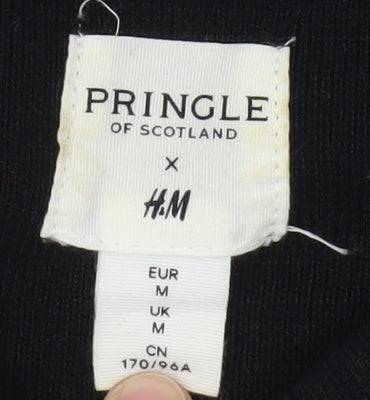 PRINGLE
OF SCOTLAND
X
H&M
EUR
M
UK
M
CN
170/96A